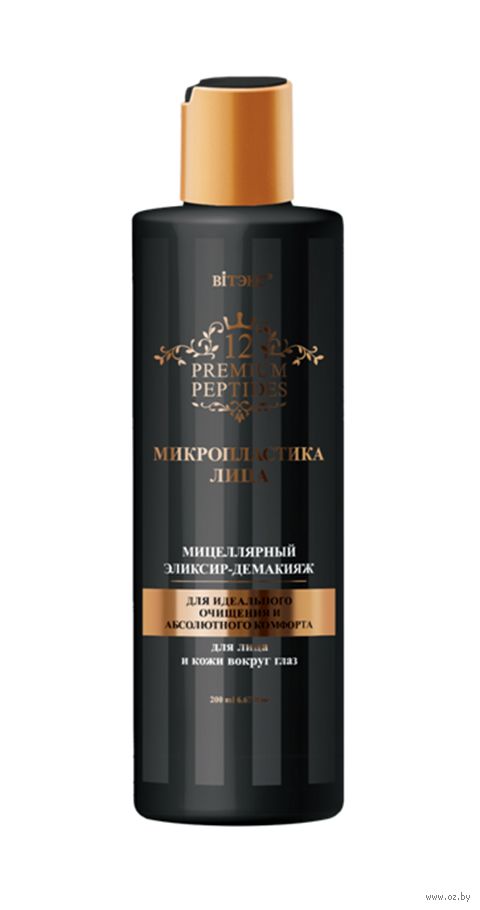 12
PREMIUM
PEPTIDES
МИКРОПЛАСТИКА
ЛИЦА
МИЦЕЛЛЯРНЫЙ
ЭЛИКСИР-ДЕМАКИЯЖ
ДЛЯ ИДЕАЛЬНОГО
ОЧИЩЕНИЯ И
АБСОЛЮТНОГО КОМФОРТА
для лица
и кожи вокруг глаз
200 ml
www.oz.by